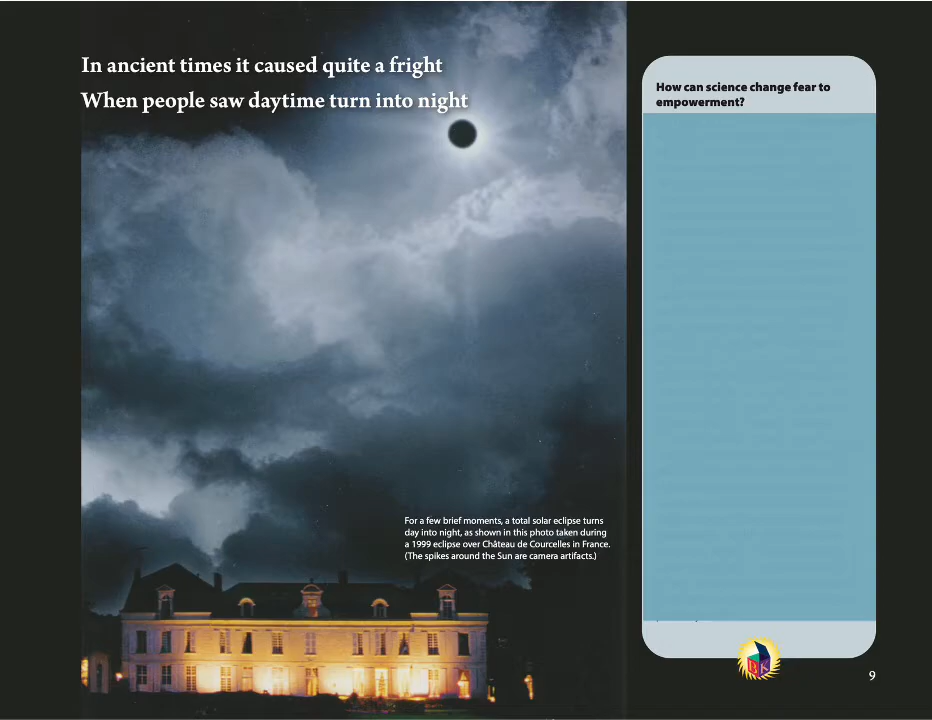 In ancient times it caused quite a fright
When people saw daytime turn into night
How can science change fear to
empowerment?
For a few brief moments, a total solar eclipse turns
day into night, as shown in this photo taken during
a 1999 eclipse over Château de Courcelles in France.
(The spikes around the Sun are camera artifacts.)
9